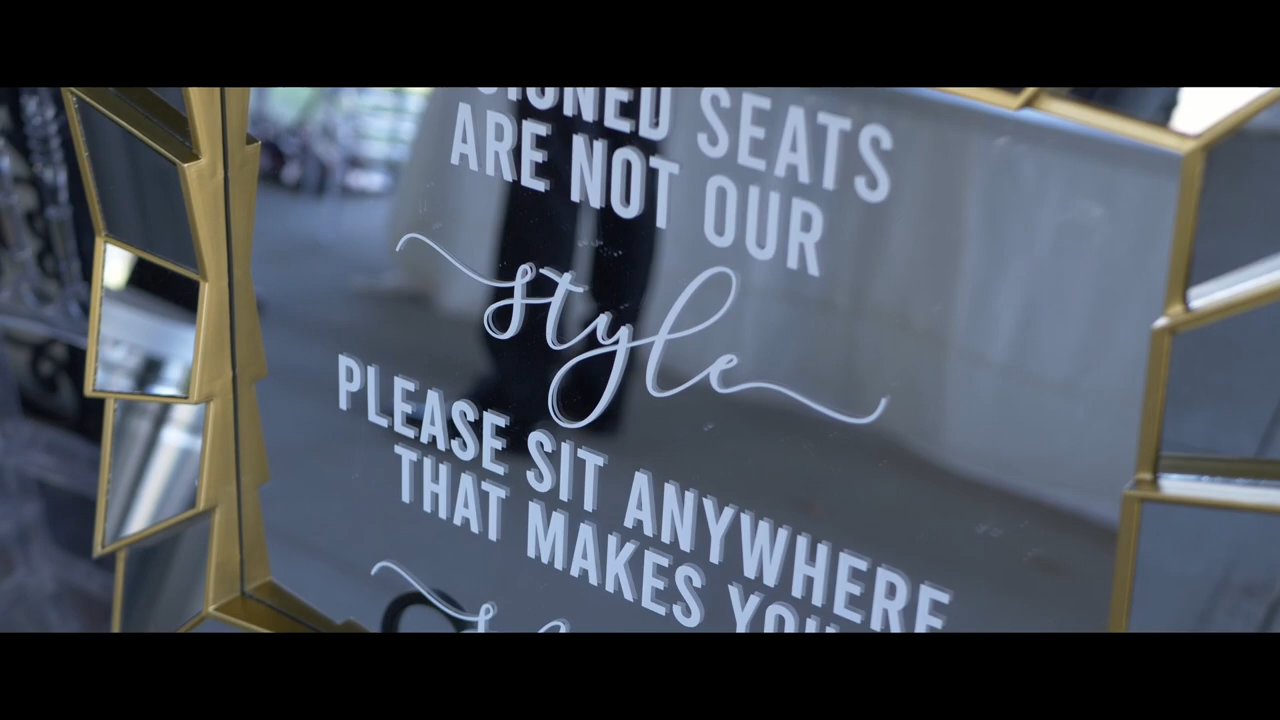 SEATS
ARE NOT OUR
style
PLEASE SIT ANYWHERE
THAT MAKES